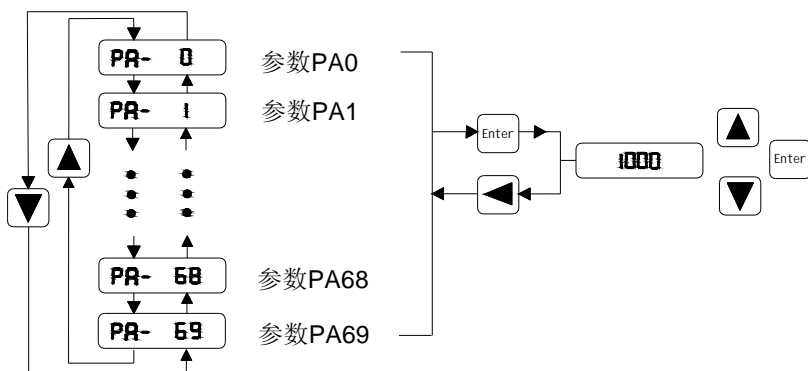 PA- 0 参数PA0
PA- 1 参数PA1
Enter
1000
Enter
PA- 68 参数PA68
PA- 69 参数PA69